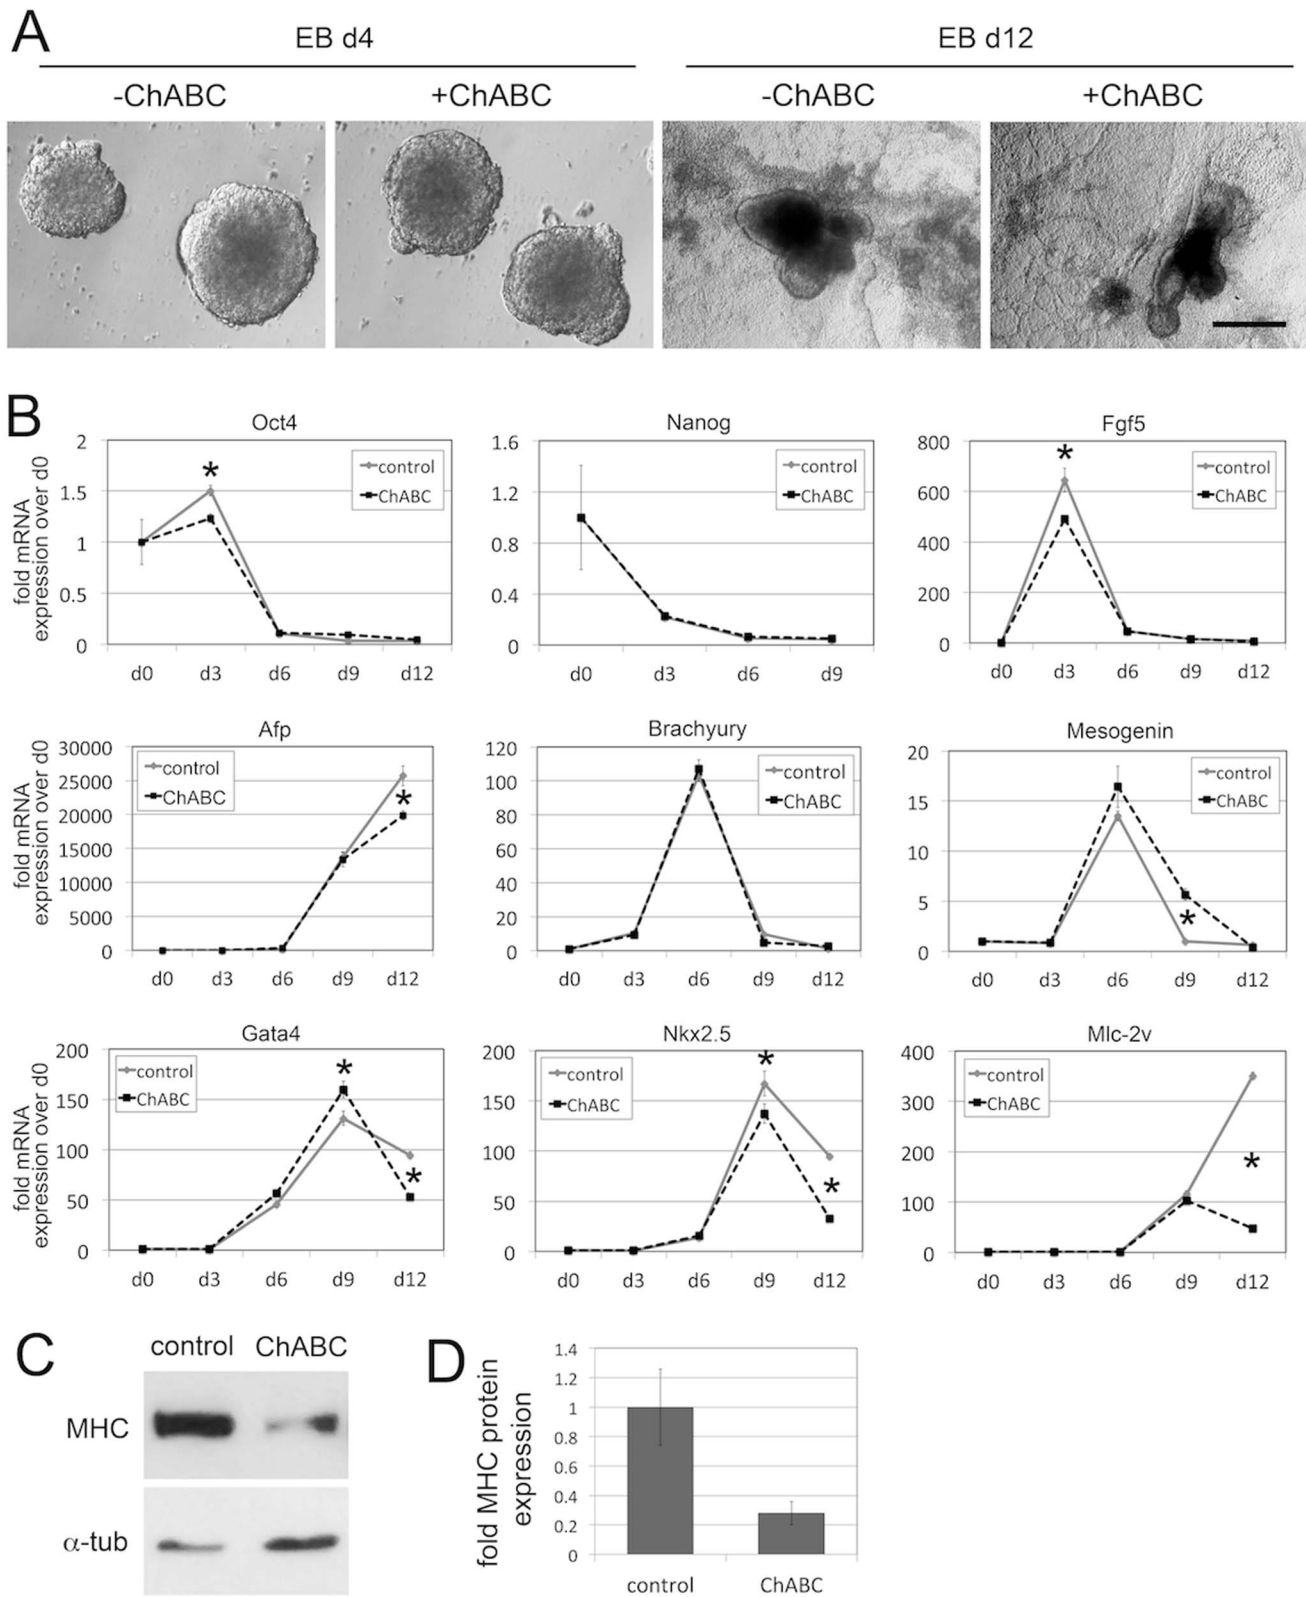 A
EB d4
EB d12
-ChABC
+ChABC
-ChABC
+ChABC
B
Oct4
fold mRNA
expression over d0
2
1.5
1
0.5
0
*
control
ChABC
d0 d3 d6 d9 d12
Nanog
1.6
1.2
0.8
0.4
0
control
ChABC
d0 d3 d6 d9
Fgf5
800
600
400
200
0
*
control
ChABC
d0 d3 d6 d9 d12
Afp
fold mRNA
expression over d0
30000
25000
20000
15000
10000
5000
0
control
ChABC
*
d0 d3 d6 d9 d12
Brachyury
120
100
80
60
40
20
0
control
ChABC
d0 d3 d6 d9 d12
Mesogenin
20
15
10
5
0
control
ChABC
*
d0 d3 d6 d9 d12
Gata4
fold mRNA
expression over d0
200
150
100
50
0
control
ChABC
*
*
d0 d3 d6 d9 d12
Nkx2.5
200
150
100
50
0
control
ChABC
*
*
d0 d3 d6 d9 d12
Mlc-2v
400
300
200
100
0
control
ChABC
*
d0 d3 d6 d9 d12
C
control ChABC
MHC
α-tub
D
fold MHC protein
expression
1.4
1.2
1
0.8
0.6
0.4
0.2
0
control ChABC